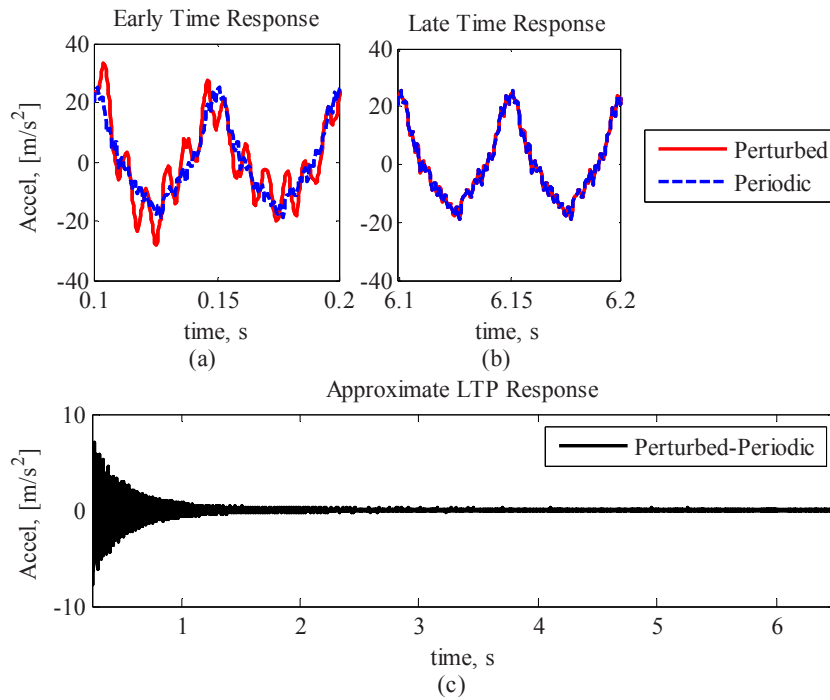 Early Time Response
Late Time Response
Accel, [m/s²]
40
20
0
-20
-40
0.1
0.15
0.2
time, s
(a)
40
20
0
-20
-40
6.1
6.15
6.2
time, s
(b)
Perturbed
Periodic
Approximate LTP Response
Accel, [m/s²]
10
0
-10
Perturbed-Periodic
1
2
3
4
5
6
time, s
(c)